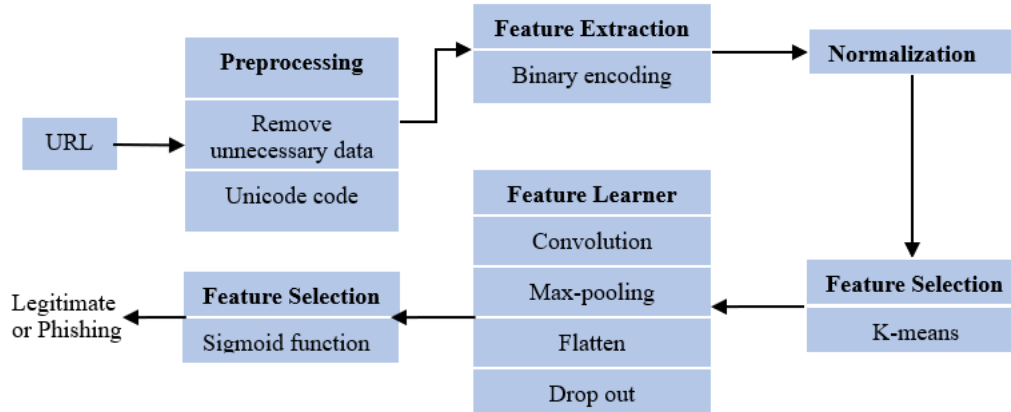 URL
Preprocessing
Remove
unnecessary data
Unicode code
Feature Extraction
Binary encoding
Normalization
Feature Selection
K-means
Feature Learner
Convolution
Max-pooling
Flatten
Drop out
Feature Selection
Sigmoid function
Legitimate
or Phishing